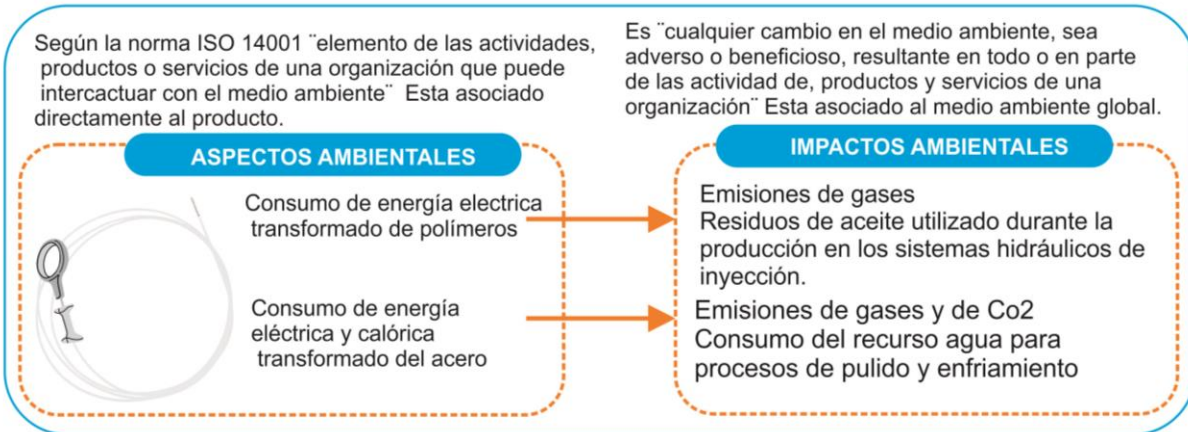 Según la norma ISO 14001 ¨elemento de las actividades,
productos o servicios de una organización que puede
intercactuar con el medio ambiente¨ Esta asociado
directamente al producto.
Es ¨cualquier cambio en el medio ambiente, sea
adverso o beneficioso, resultante en todo o en parte
de las actividad de, productos y servicios de una
organización¨ Esta asociado al medio ambiente global.
ASPECTOS AMBIENTALES
Consumo de energía electrica
transformado de polímeros
Consumo de energía
eléctrica y calórica
transformado del acero
IMPACTOS AMBIENTALES
Emisiones de gases
Residuos de aceite utilizado durante la
producción en los sistemas hidráulicos de
inyección.
Emisiones de gases y de Co2
Consumo del recurso agua para
procesos de pulido y enfriamiento